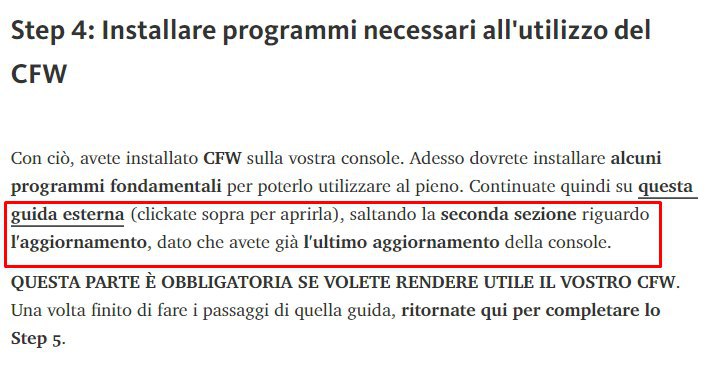 Step 4: Installare programmi necessari all'utilizzo del
CFW
Con ciò, avete installato CFW sulla vostra console. Adesso dovrete installare alcuni
programmi fondamentali per poterlo utilizzare al pieno. Continuate quindi su questa
guida esterna (clickate sopra per aprirla), saltando la seconda sezione riguardo
l'aggiornamento, dato che avete già l'ultimo aggiornamento della console.
QUESTA PARTE È OBBLIGATORIA SE VOLETE RENDERE UTILE IL VOSTRO CFW.
Una volta finito di fare i passaggi di quella guida, ritornate qui per completare lo
Step 5.